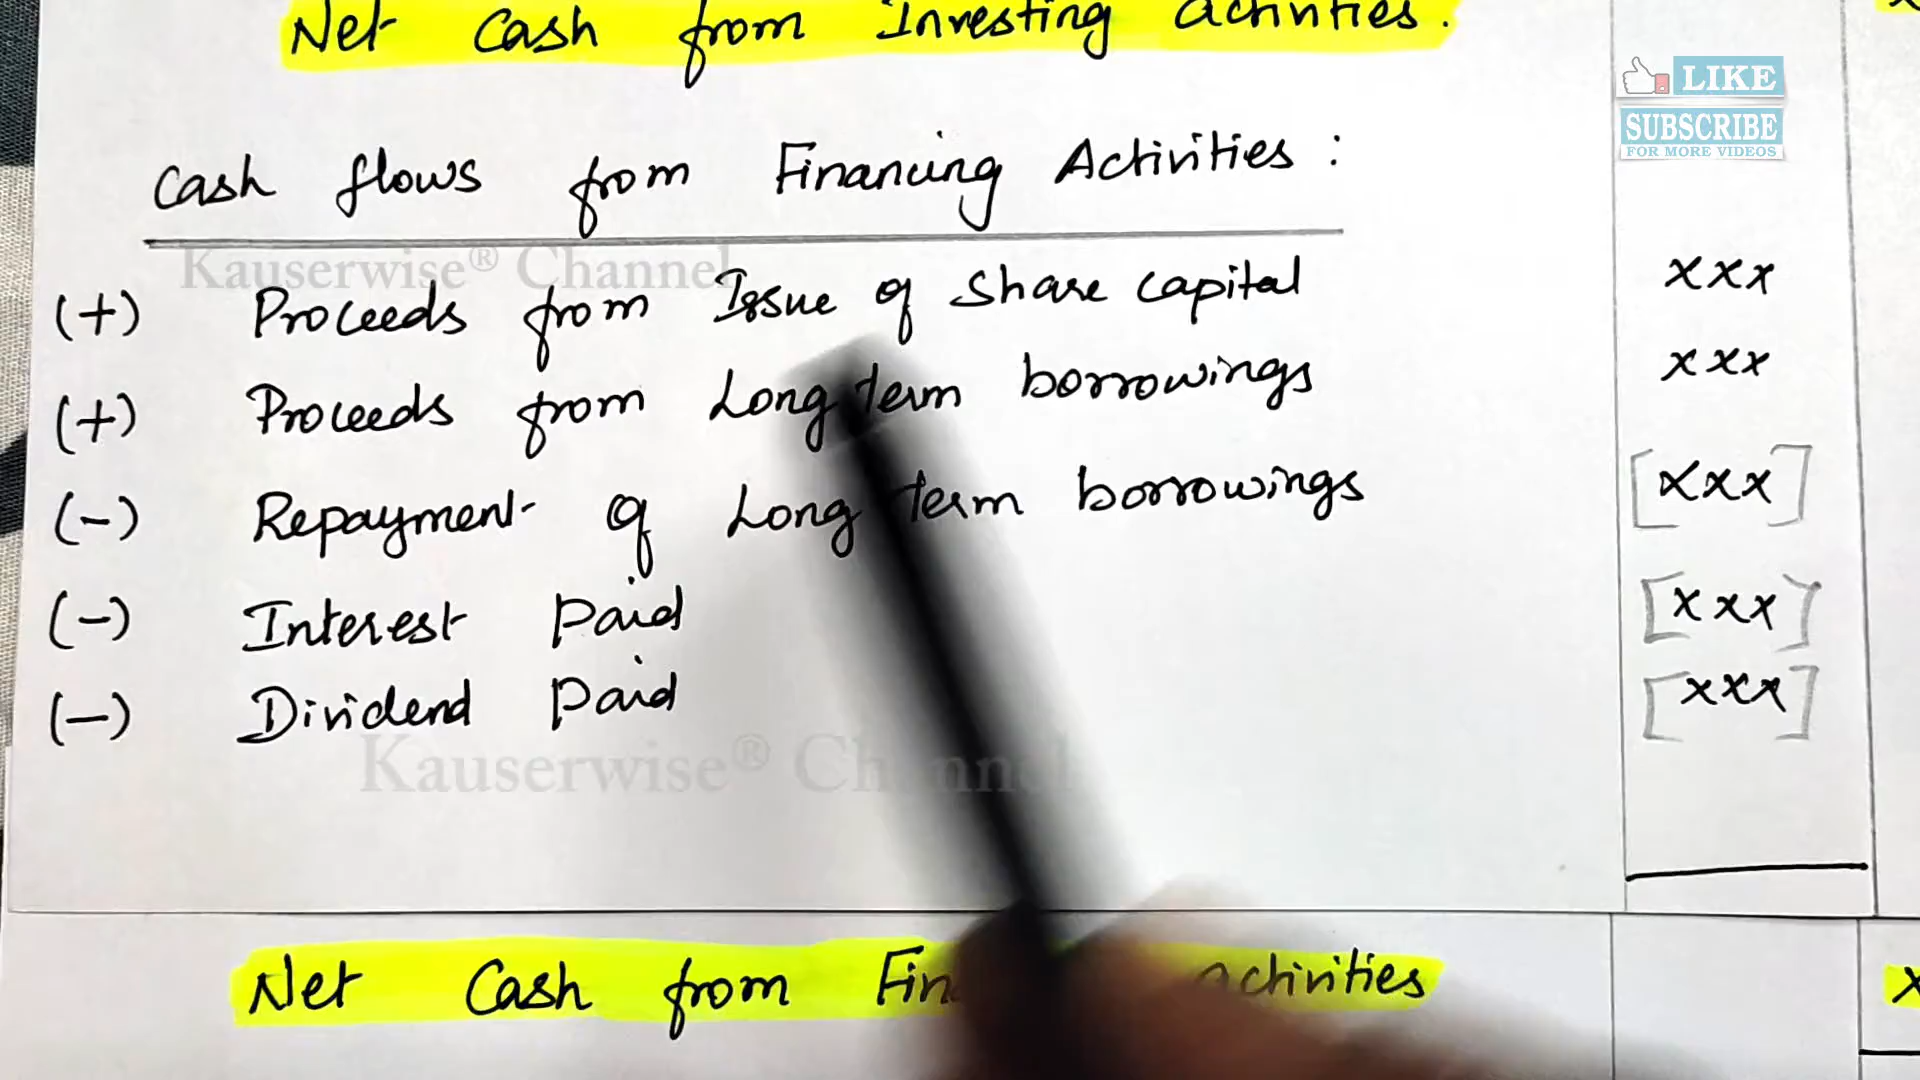 Net Cash from Investing activities.
LIKE
SUBSCRIBE
FOR MORE VIDEOS
Cash flows from Financing Activities :
Kauserwise® Channel
(+) Proceeds from Issue of Share capital xxx
(+) Proceeds from Long term borrowings xxx
(-) Repayment of Long term borrowings [xxx]
(-) Interest Paid [xxx]
(-) Dividend Paid [xxx]
Kauserwise® Channel
Net Cash from activities